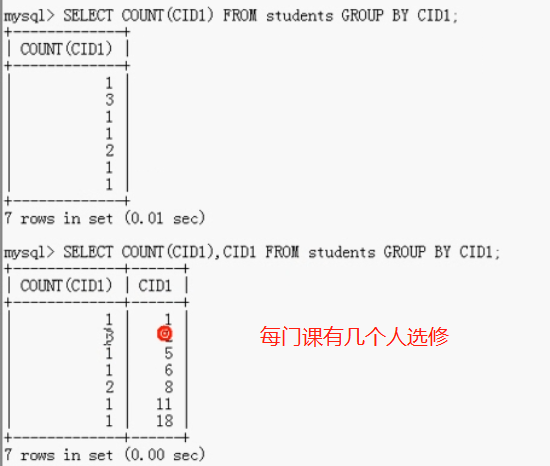 mysql> SELECT COUNT(CID1) FROM students GROUP BY CID1;
+-------------+
| COUNT(CID1) |
+-------------+
| 1 |
| 3 |
| 1 |
| 1 |
| 2 |
| 1 |
| 1 |
+-------------+
7 rows in set (0.01 sec)
mysql> SELECT COUNT(CID1),CID1 FROM students GROUP BY CID1;
+-------------+------+
| COUNT(CID1) | CID1 |
+-------------+------+
| 1 | 1 |
| 3 | |
| 1 | 5 |
| 1 | 6 |
| 2 | 8 |
| 1 | 11 |
| 1 | 18 |
+-------------+------+
7 rows in set (0.00 sec)
每门课有几个人选修